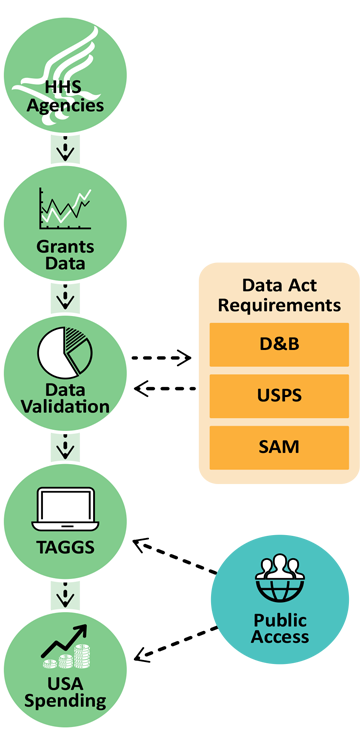 HHS
Agencies
Grants
Data
Data
Validation
Data Act
Requirements
D&B
USPS
SAM
TAGGS
Public
Access
USA
Spending